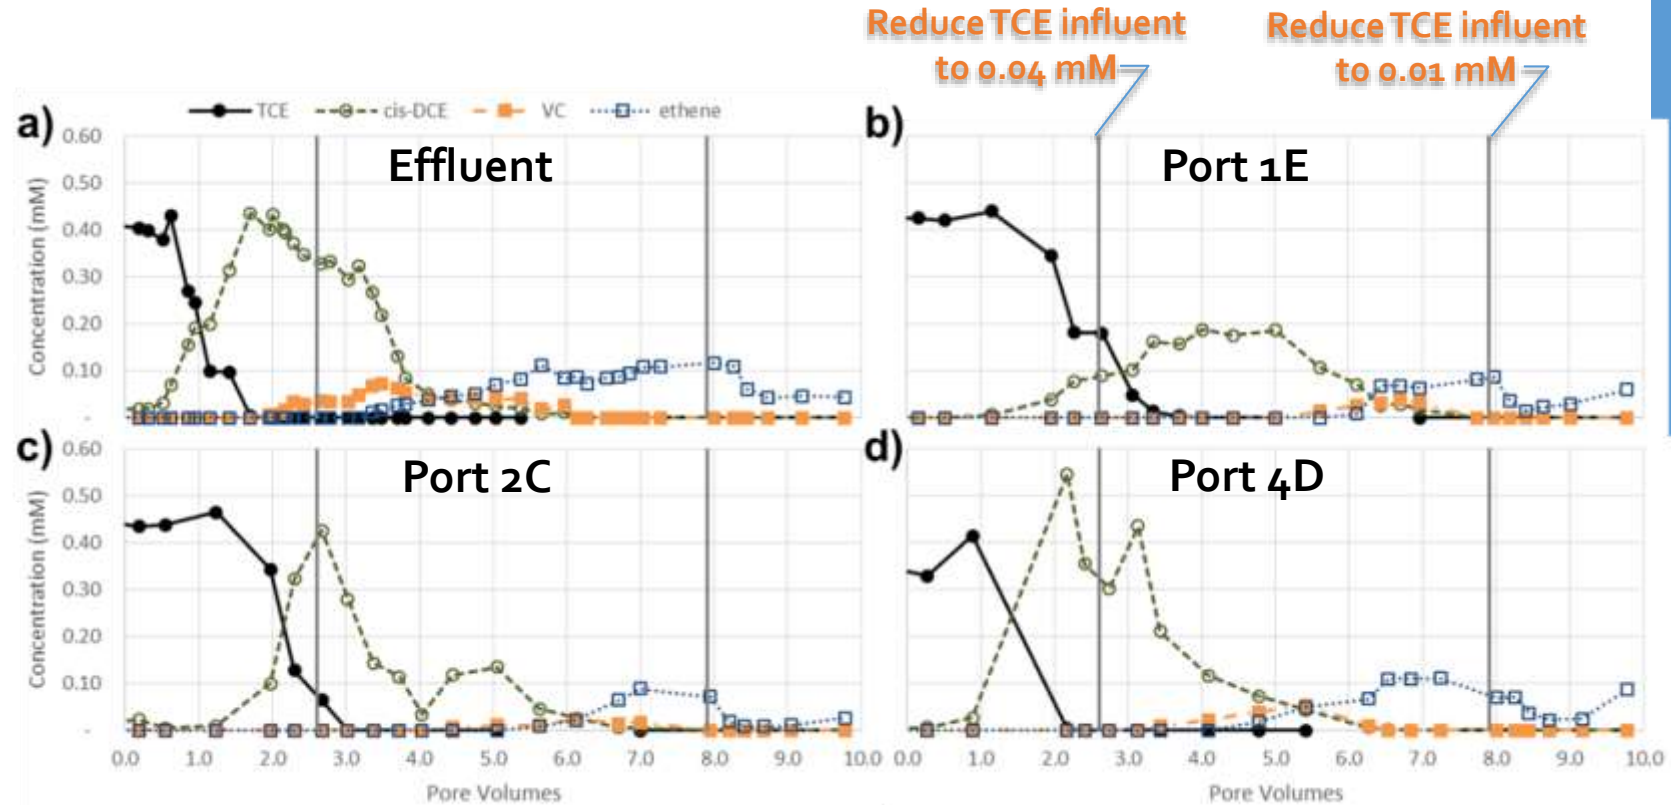 Reduce TCE influent
to 0.04 mM
Reduce TCE influent
to 0.01 mM
TCE cis-DCE VC ethene
a)
Effluent
0.60
0.50
0.40
0.30
0.20
0.10
-
Concentration (mM)
b)
Port 1E
c)
Port 2C
0.60
0.50
0.40
0.30
0.20
0.10
-
Concentration (mM)
0.0 1.0 2.0 3.0 4.0 5.0 6.0 7.0 8.0 9.0 10.0
Pore Volumes
d)
Port 4D
0.0 1.0 2.0 3.0 4.0 5.0 6.0 7.0 8.0 9.0 10.0
Pore Volumes